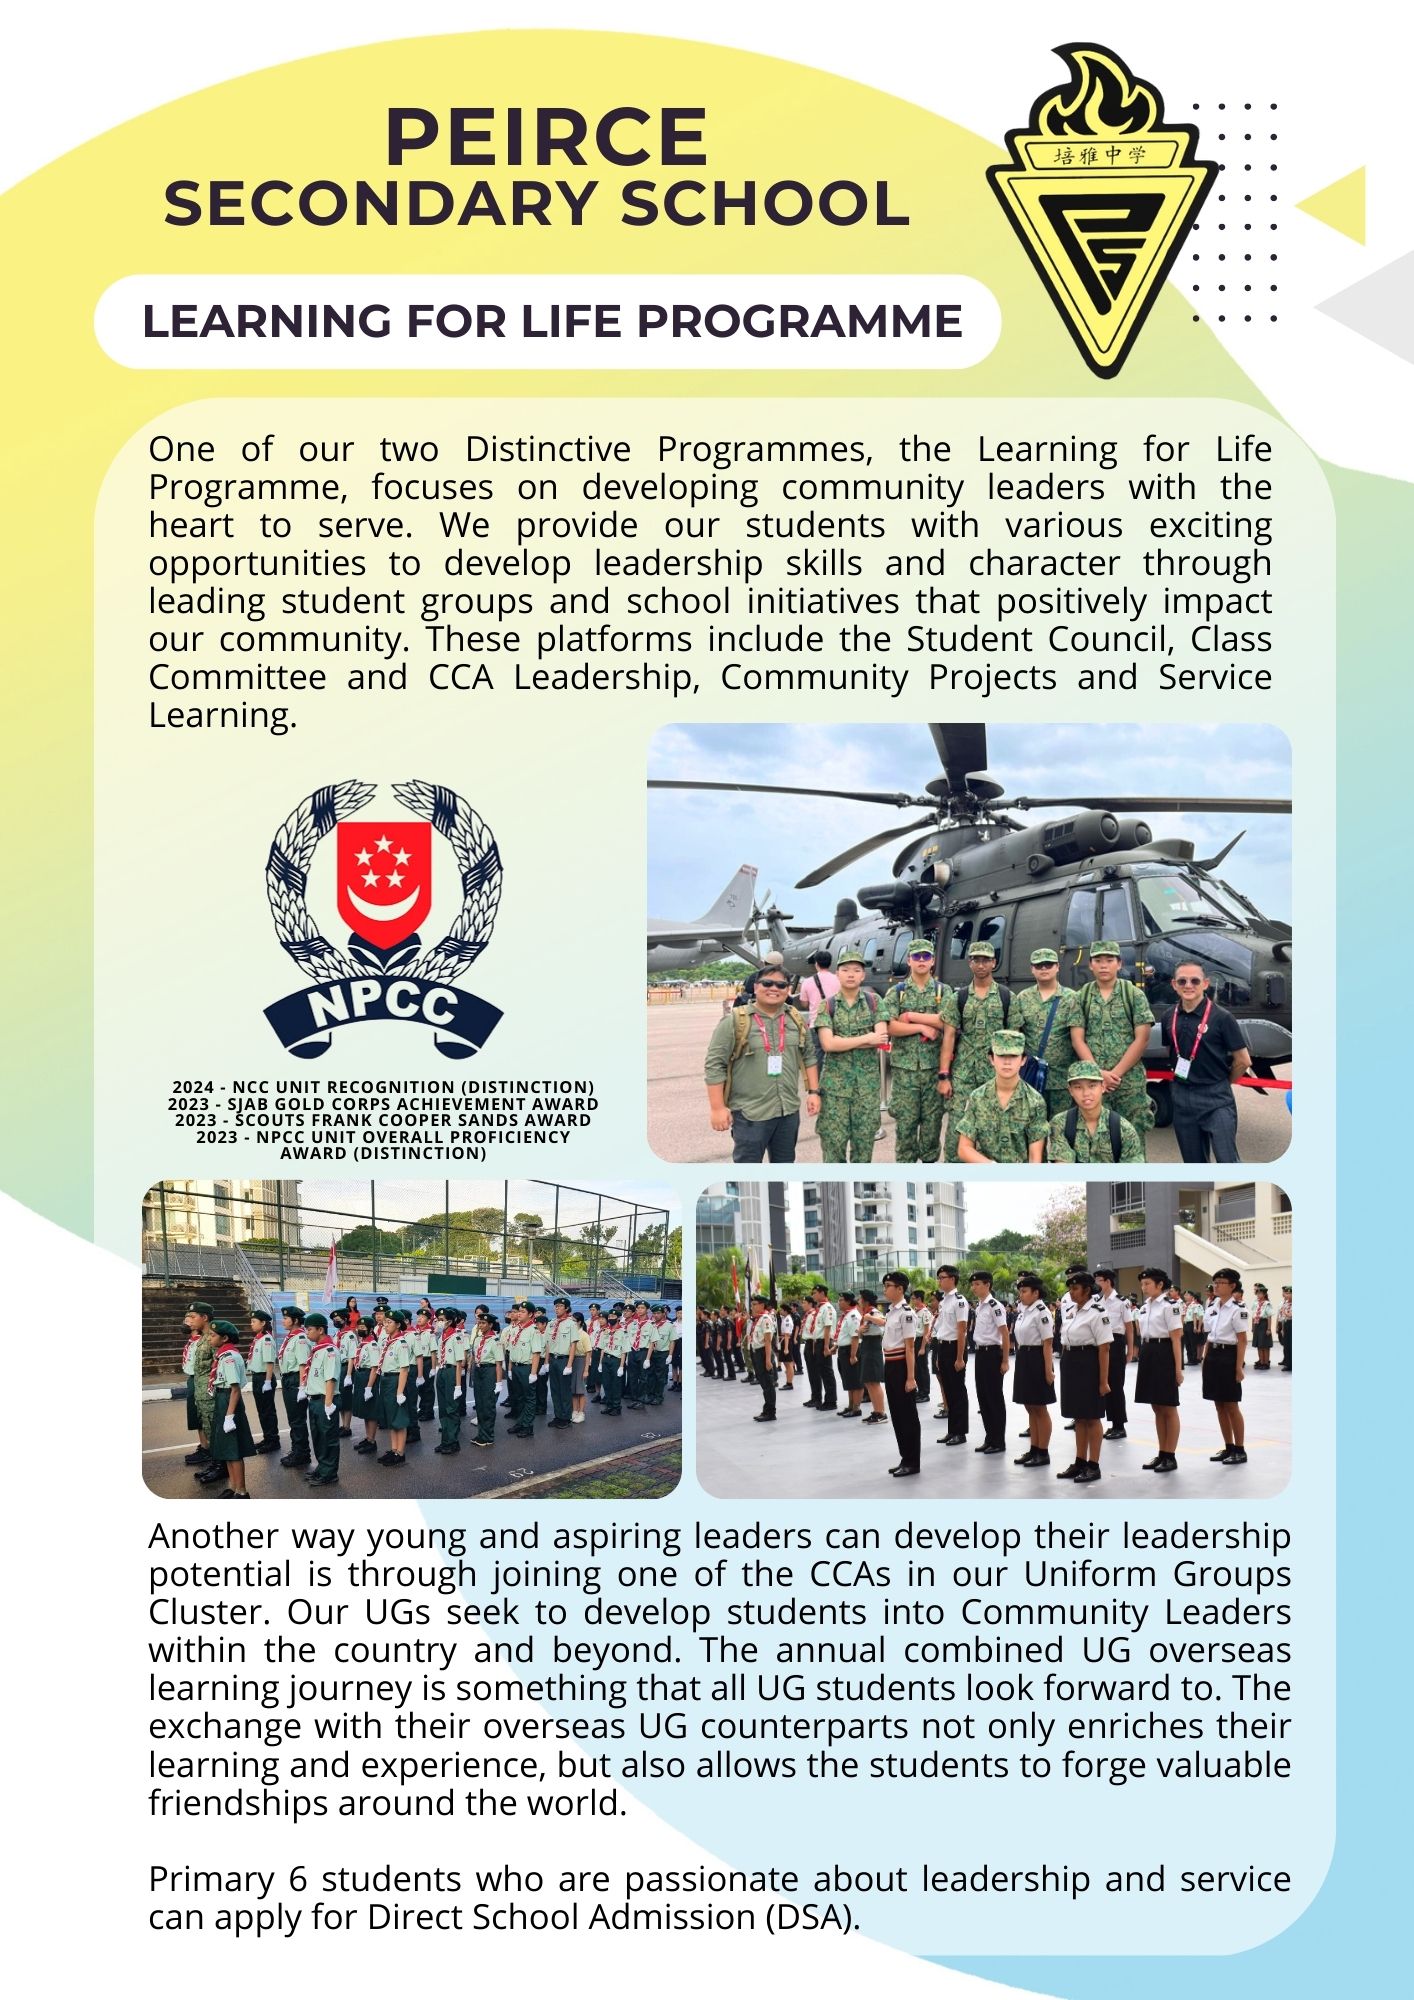 PEIRCE
SECONDARY SCHOOL
培雅中学
LEARNING FOR LIFE PROGRAMME
One of our two Distinctive Programmes, the Learning for Life
Programme, focuses on developing community leaders with the
heart to serve. We provide our students with various exciting
opportunities to develop leadership skills and character through
leading student groups and school initiatives that positively impact
our community. These platforms include the Student Council, Class
Committee and CCA Leadership, Community Projects and Service
Learning.
NPCC
2024 - NCC UNIT RECOGNITION (DISTINCTION)
2023 - SJAB GOLD CORPS ACHIEVEMENT AWARD
2023 - SCOUTS FRANK COOPER SANDS AWARD
2023 - NPCC UNIT OVERALL PROFICIENCY
AWARD (DISTINCTION)
Another way young and aspiring leaders can develop their leadership
potential is through joining one of the CCAs in our Uniform Groups
Cluster. Our UGs seek to develop students into Community Leaders
within the country and beyond. The annual combined UG overseas
learning journey is something that all UG students look forward to. The
exchange with their overseas UG counterparts not only enriches their
learning and experience, but also allows the students to forge valuable
friendships around the world.
Primary 6 students who are passionate about leadership and service
can apply for Direct School Admission (DSA).